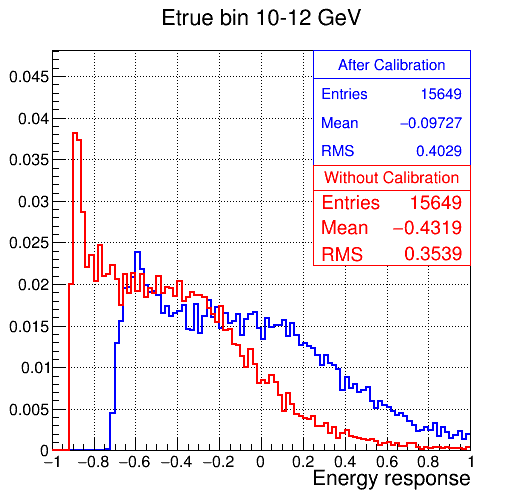 Etrue bin 10-12 GeV
After Calibration
Entries 15649
Mean −0.09727
RMS 0.4029
Without Calibration
Entries 15649
Mean −0.4319
RMS 0.3539
0.045
0.04
0.035
0.03
0.025
0.02
0.015
0.01
0.005
0
−1 −0.8 −0.6 −0.4 −0.2 0 0.2 0.4 0.6 0.8 1
Energy response